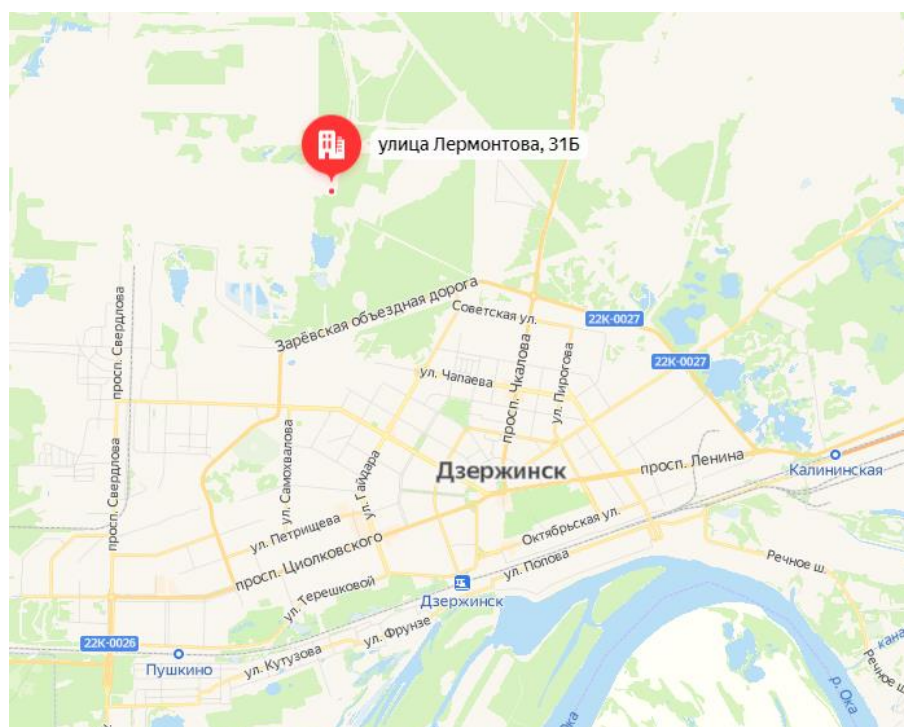 улица Лермонтова, 31Б
просп. Свердлова
Зарёвская объездная дорога
Советская ул.
22К-0027
22К-0027
ул. Чапаева
просп. Чкалова
ул. Пирогова
просп. Свердлова
ул. Самохвалова
ул. Гайдара
Дзержинск
просп. Ленина
Калининская
ул. Петрищева
просп. Циолковского
Октябрьская ул.
ул. Попова
Речное ш.
ул. Терешковой
Дзержинск
22К-0026
Пушкино
ул. Кутузова
ул. Фрунзе
р. Ока
Речное ш.
Ока